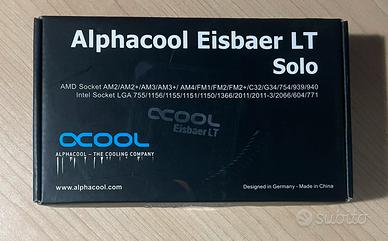 Alphacool Eisbaer LT
Solo
AMD Socket AM2/AM2+/AM3/AM3+/ AM4/FM1/FM2/FM2+/C32/G34/754/939/940
Intel Socket LGA 755/1156/1155/1151/1150/1366/2011/2011-3/2066/604/771
ACOOL
Eisbaer LT
ACOOL
ALPHACOOL - THE COOLING COMPANY
www.alphacool.com
Designed in Germany - Made in China
subito